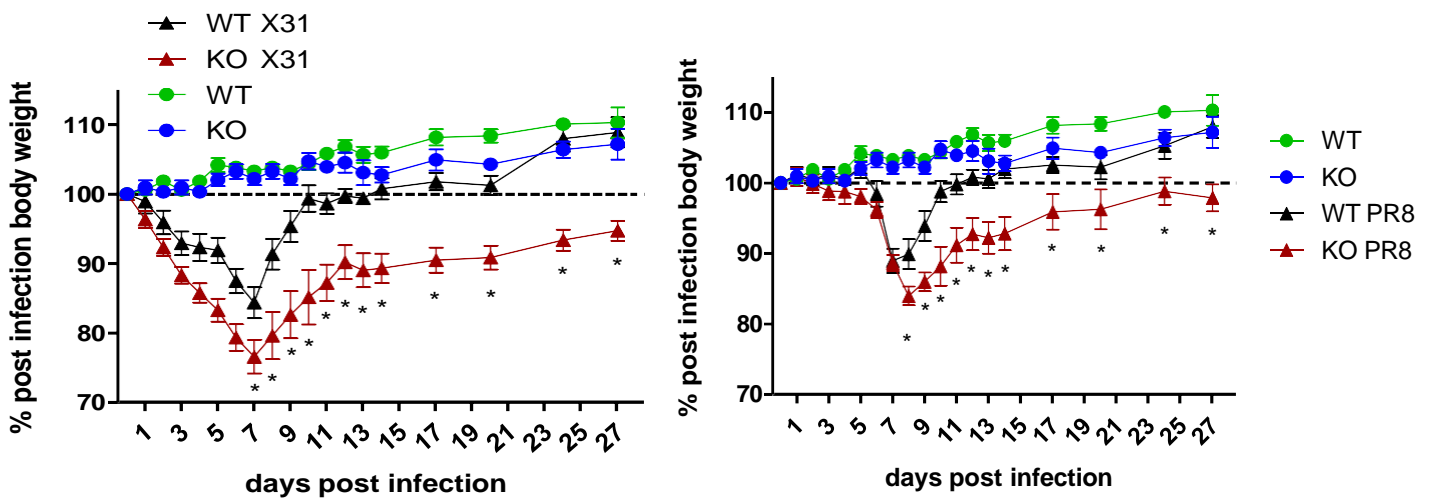 WT X31
KO X31
WT
KO
% post infection body weight
110
100
90
80
70
* * * * * * * * * * * *
1 3 5 7 9 11 13 15 17 19 21 23 25 27
days post infection
% post infection body weight
110
100
90
80
70
* * * * * * * * * * *
1 3 5 7 9 11 13 15 17 19 21 23 25 27
days post infection
WT
KO
WT PR8
KO PR8